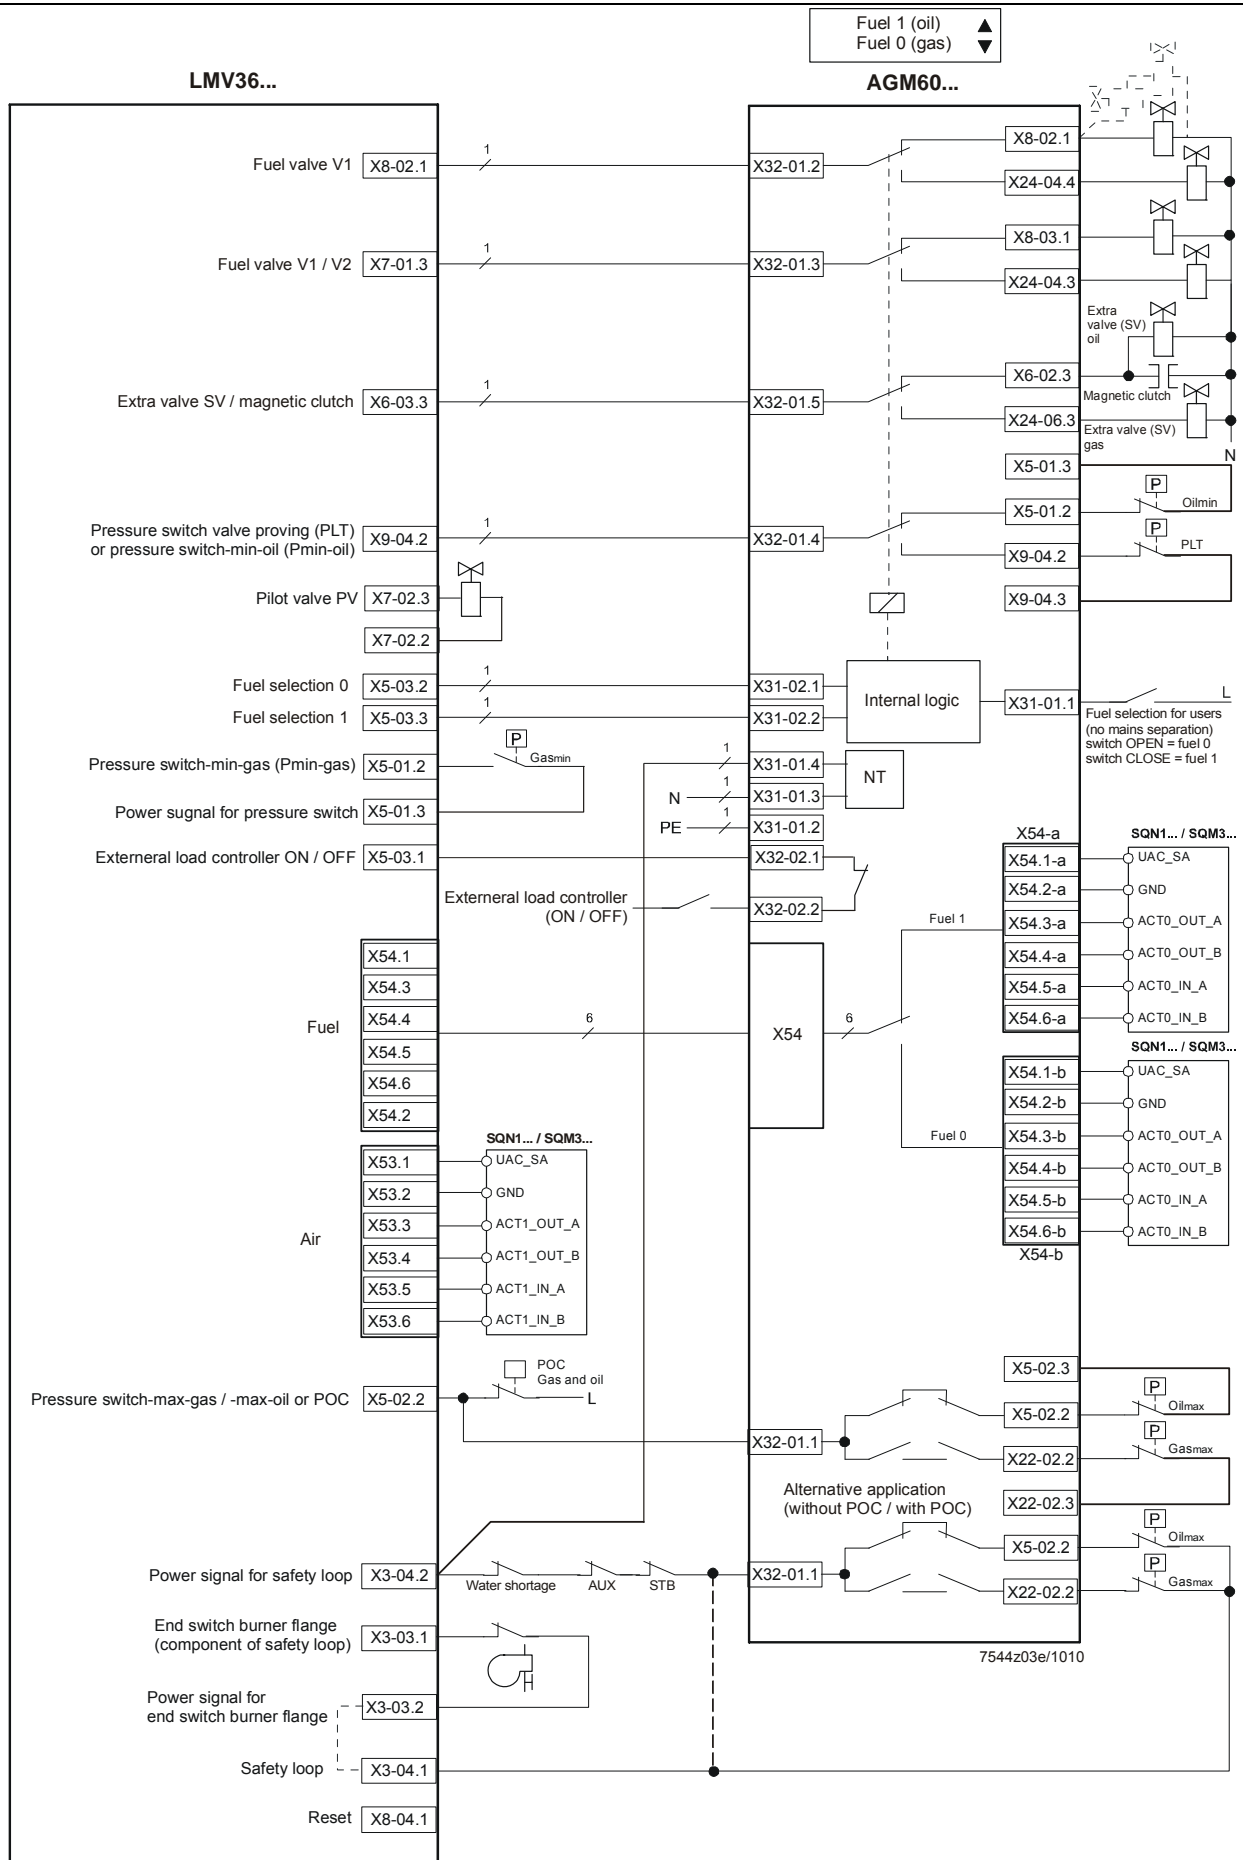 Fuel 1 (oil) ▲
Fuel 0 (gas) ▼
LMV36...
AGM60...
Fuel valve V1
X8-02.1
1
X32-01.2
X8-02.1
X24-04.4
Fuel valve V1 / V2
X7-01.3
1
X32-01.3
X8-03.1
X24-04.3
Extra
valve (SV)
oil
Extra valve SV / magnetic clutch
X6-03.3
1
X32-01.5
X6-02.3
Magnetic clutch
X24-06.3
Extra valve (SV)
gas
N
X5-01.3
P
Oilmin
X5-01.2
Pressure switch valve proving (PLT)
or pressure switch-min-oil (Pmin-oil)
X9-04.2
1
X32-01.4
P
PLT
X9-04.2
X9-04.3
Pilot valve PV
X7-02.3
X7-02.2
Fuel selection 0
X5-03.2
1
X31-02.1
Internal logic
X31-01.1
L
Fuel selection 1
X5-03.3
1
X31-02.2
Fuel selection for users
(no mains separation)
switch OPEN = fuel 0
switch CLOSE = fuel 1
P
Gasmin
Pressure switch-min-gas (Pmin-gas)
X5-01.2
1
X31-01.4
NT
N
1
X31-01.3
Power sugnal for pressure switch
X5-01.3
PE
1
X31-01.2
Externeral load controller ON / OFF
X5-03.1
X32-02.1
Externeral load controller
(ON / OFF)
X32-02.2
X54-a
SQN1... / SQM3...
X54.1-a
UAC_SA
X54.2-a
GND
Fuel 1
X54.3-a
ACT0_OUT_A
X54.4-a
ACT0_OUT_B
X54.5-a
ACT0_IN_A
X54.6-a
ACT0_IN_B
Fuel
X54.1
X54.3
X54.4
X54.5
X54.6
X54.2
6
X54
6
SQN1... / SQM3...
X54.1-b
UAC_SA
X54.2-b
GND
Fuel 0
X54.3-b
ACT0_OUT_A
X54.4-b
ACT0_OUT_B
X54.5-b
ACT0_IN_A
X54.6-b
ACT0_IN_B
X54-b
Air
SQN1... / SQM3...
X53.1
UAC_SA
X53.2
GND
X53.3
ACT1_OUT_A
X53.4
ACT1_OUT_B
X53.5
ACT1_IN_A
X53.6
ACT1_IN_B
POC
Gas and oil
L
Pressure switch-max-gas / -max-oil or POC
X5-02.2
X32-01.1
X5-02.3
P
Oilmax
X5-02.2
P
Gasmax
X22-02.2
X22-02.3
Alternative application
(without POC / with POC)
P
Oilmax
X5-02.2
P
Gasmax
X22-02.2
Power signal for safety loop
X3-04.2
Water shortage
AUX
STB
X32-01.1
End switch burner flange
(component of safety loop)
X3-03.1
7544z03e/1010
Power signal for
end switch burner flange
X3-03.2
Safety loop
X3-04.1
Reset
X8-04.1